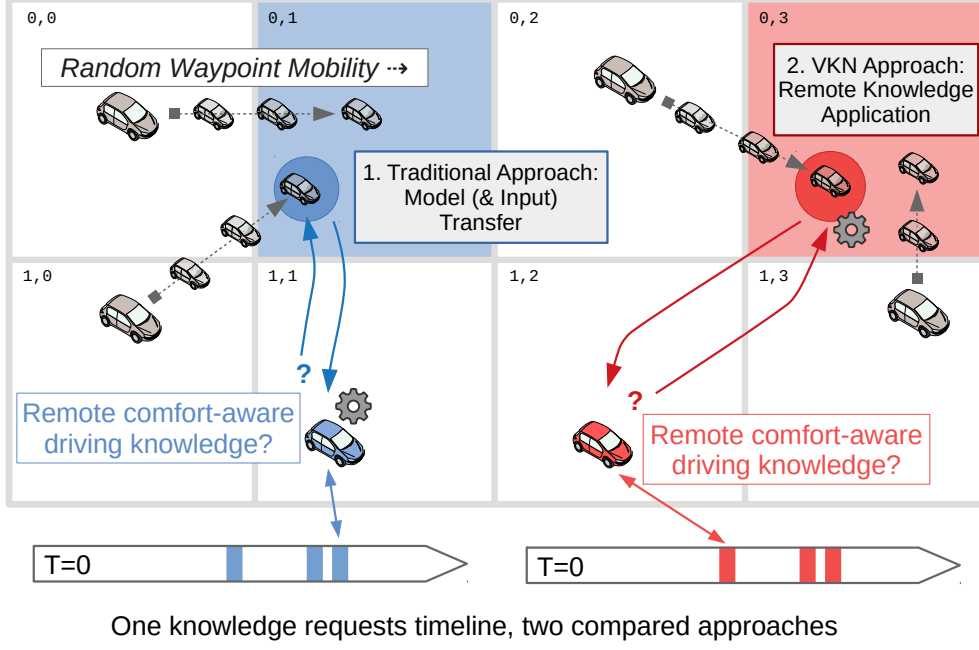 0,0
0,1
0,2
0,3
Random Waypoint Mobility ⇢
2. VKN Approach:
Remote Knowledge
Application
1. Traditional Approach:
Model (& Input)
Transfer
1,0
1,1
1,2
1,3
?
?
Remote comfort-aware
driving knowledge?
Remote comfort-aware
driving knowledge?
T=0
T=0
One knowledge requests timeline, two compared approaches